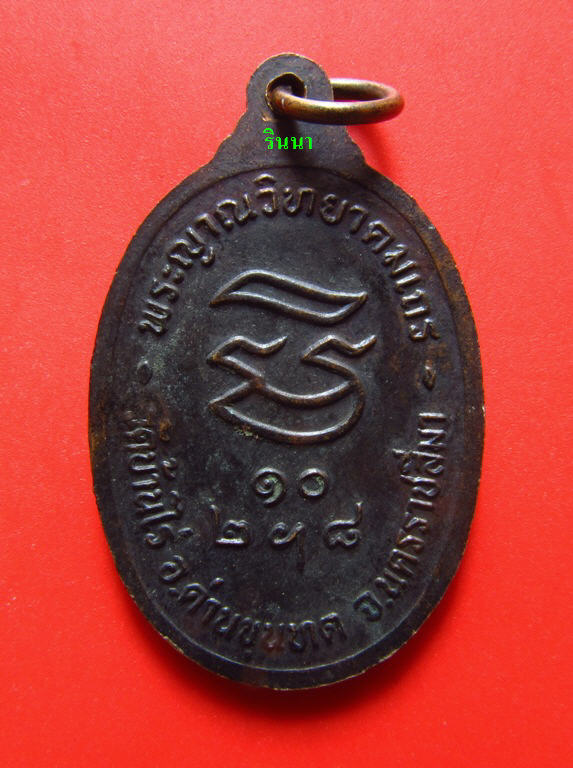 รินนา
พระญาณวิทยาคมเถร
๑๐
๒ ฯ ๘
วัดบ้านไร่ อ.ด่านขุนทด จ.นครราชสีมา